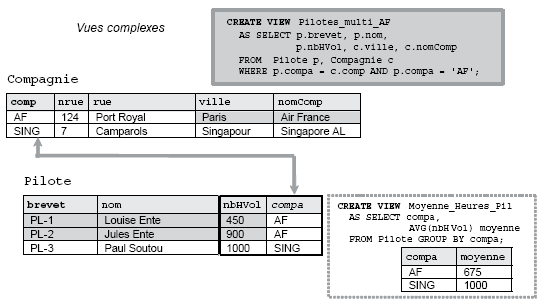 Vues complexes
CREATE VIEW Pilotes_multi_AF
AS SELECT p.brevet, p.nom,
p.nbHVol, c.ville, c.nomComp
FROM Pilote p, Compagnie c
WHERE p.compa = c.comp AND p.compa = 'AF';
Compagnie
comp nrue rue ville nomComp
AF 124 Port Royal Paris Air France
SING 7 Camparols Singapour Singapore AL
Pilote
brevet nom nbHVol compa
PL-1 Louise Ente 450 AF
PL-2 Jules Ente 900 AF
PL-3 Paul Soutou 1000 SING
CREATE VIEW Moyenne_Heures_Pil
AS SELECT compa,
AVG(nbHVol) moyenne
FROM Pilote GROUP BY compa;
compa moyenne
AF 675
SING 1000